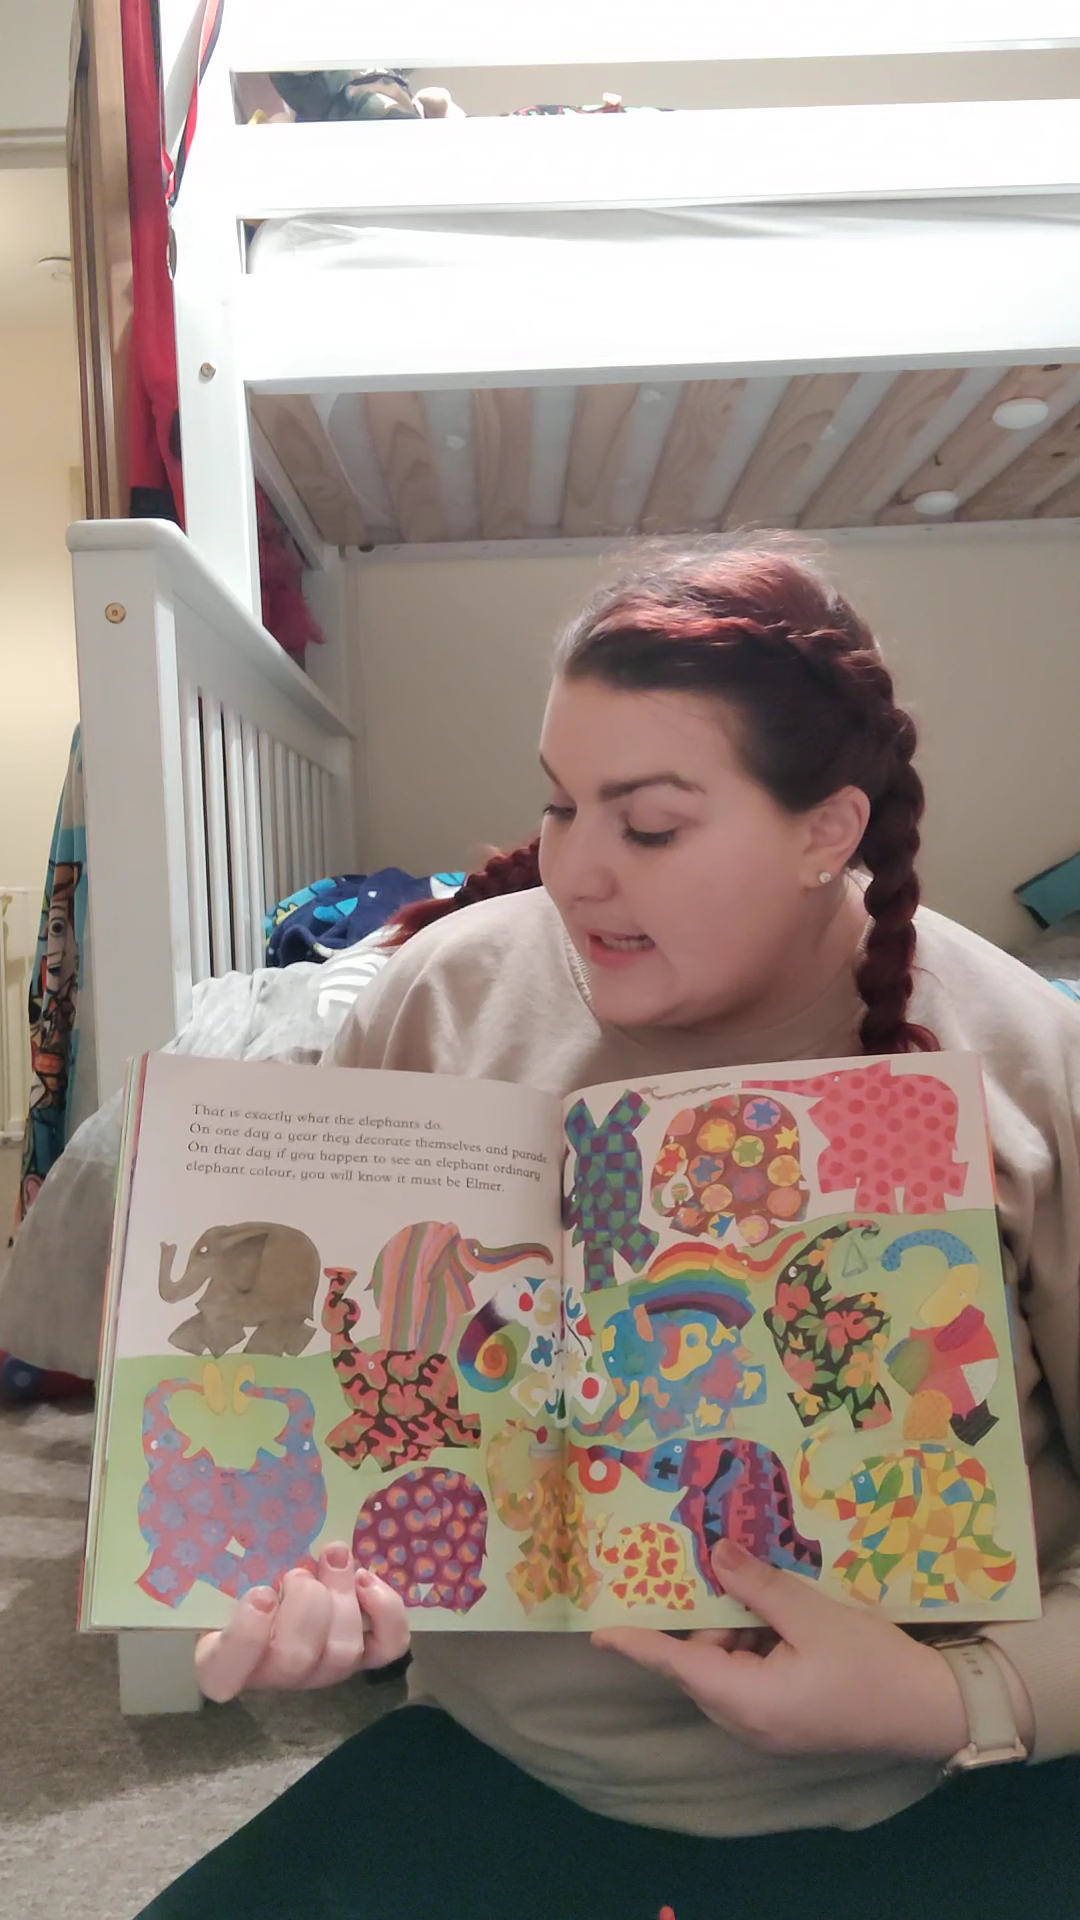 That is exactly what the elephants do.
On one day a year they decorate themselves and parade.
On that day if you happen to see an elephant ordinary
elephant colour, you will know it must be Elmer.